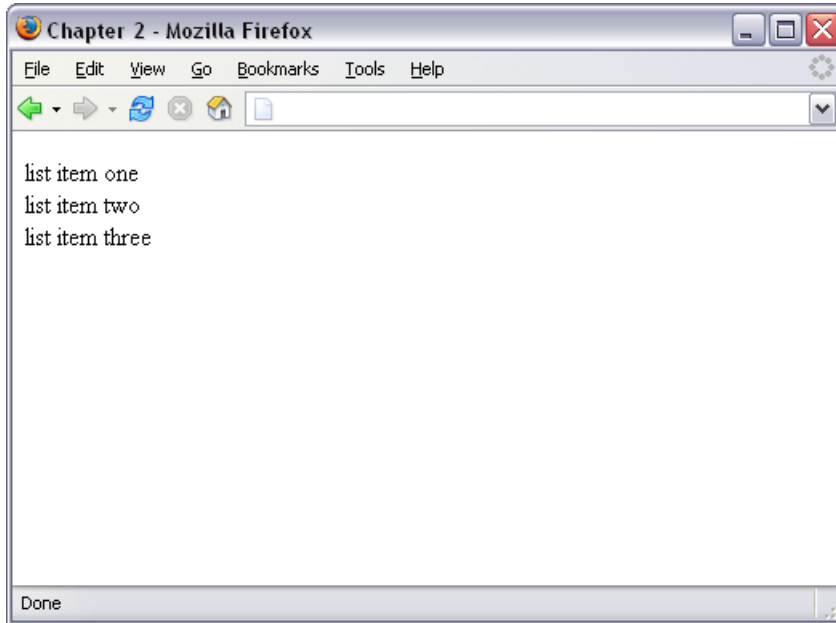 Chapter 2 - Mozilla Firefox
File Edit View Go Bookmarks Tools Help
list item one
list item two
list item three
Done